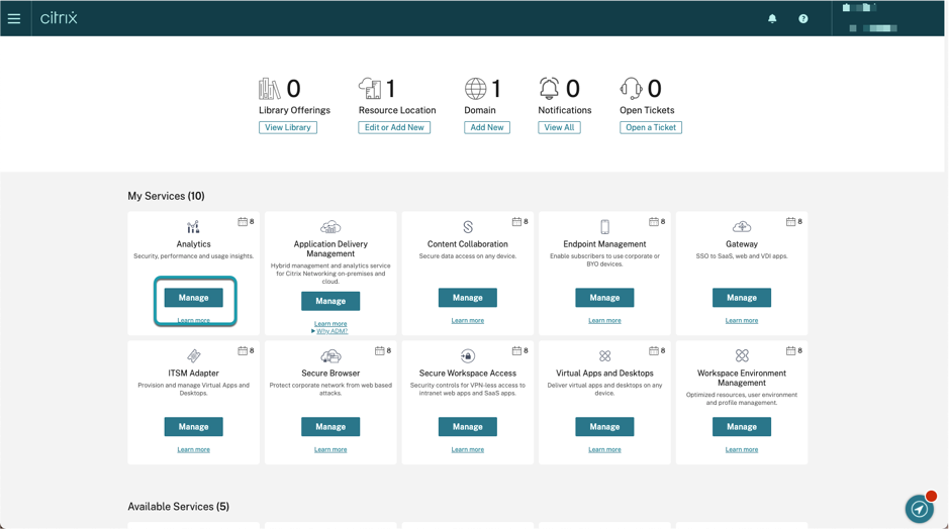 citrix
0 1 1 0 0
Library Offerings Resource Location Domain Notifications Open Tickets
View Library Edit or Add New Add New View All Open a Ticket
My Services (10)
8 8 8 8
Analytics Application Delivery Content Collaboration Endpoint Management Gateway
Management
Security, performance and usage insights. Secure data access on any device. Enable subscribers to use corporate or SSO to SaaS, web and VDI apps.
BYO devices.
Hybrid management and analytics service
for Citrix Networking on-premises and
cloud.
Manage Manage Manage Manage Manage
Learn more Learn more Learn more Learn more Learn more
Why ADM?
8 8 8 8 8
ITSM Adapter Secure Browser Secure Workspace Access Virtual Apps and Desktops Workspace Environment
Management
Provision and manage Virtual Apps and Protect corporate network from web based Security controls for VPN-less access to Deliver virtual apps and desktops on any Optimized resources, user environment
Desktops. attacks. intranet web apps and SaaS apps. device. and profile management.
Manage Manage Manage Manage Manage
Learn more Learn more Learn more Learn more Learn more
Available Services (5)